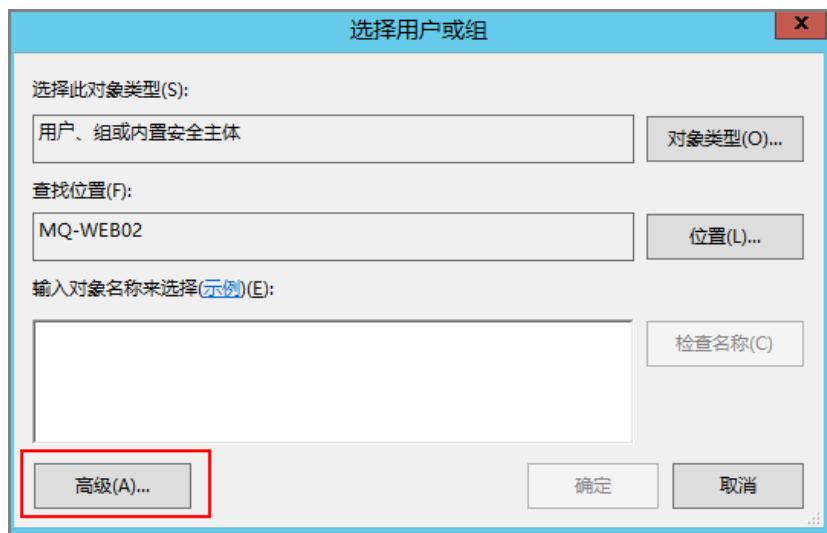 选择用户或组
x
选择此对象类型(S):
用户、组或内置安全主体
对象类型(O)...
查找位置(F):
MQ-WEB02
位置(L)...
输入对象名称来选择(示例)(E):
检查名称(C)
高级(A)...
确定
取消